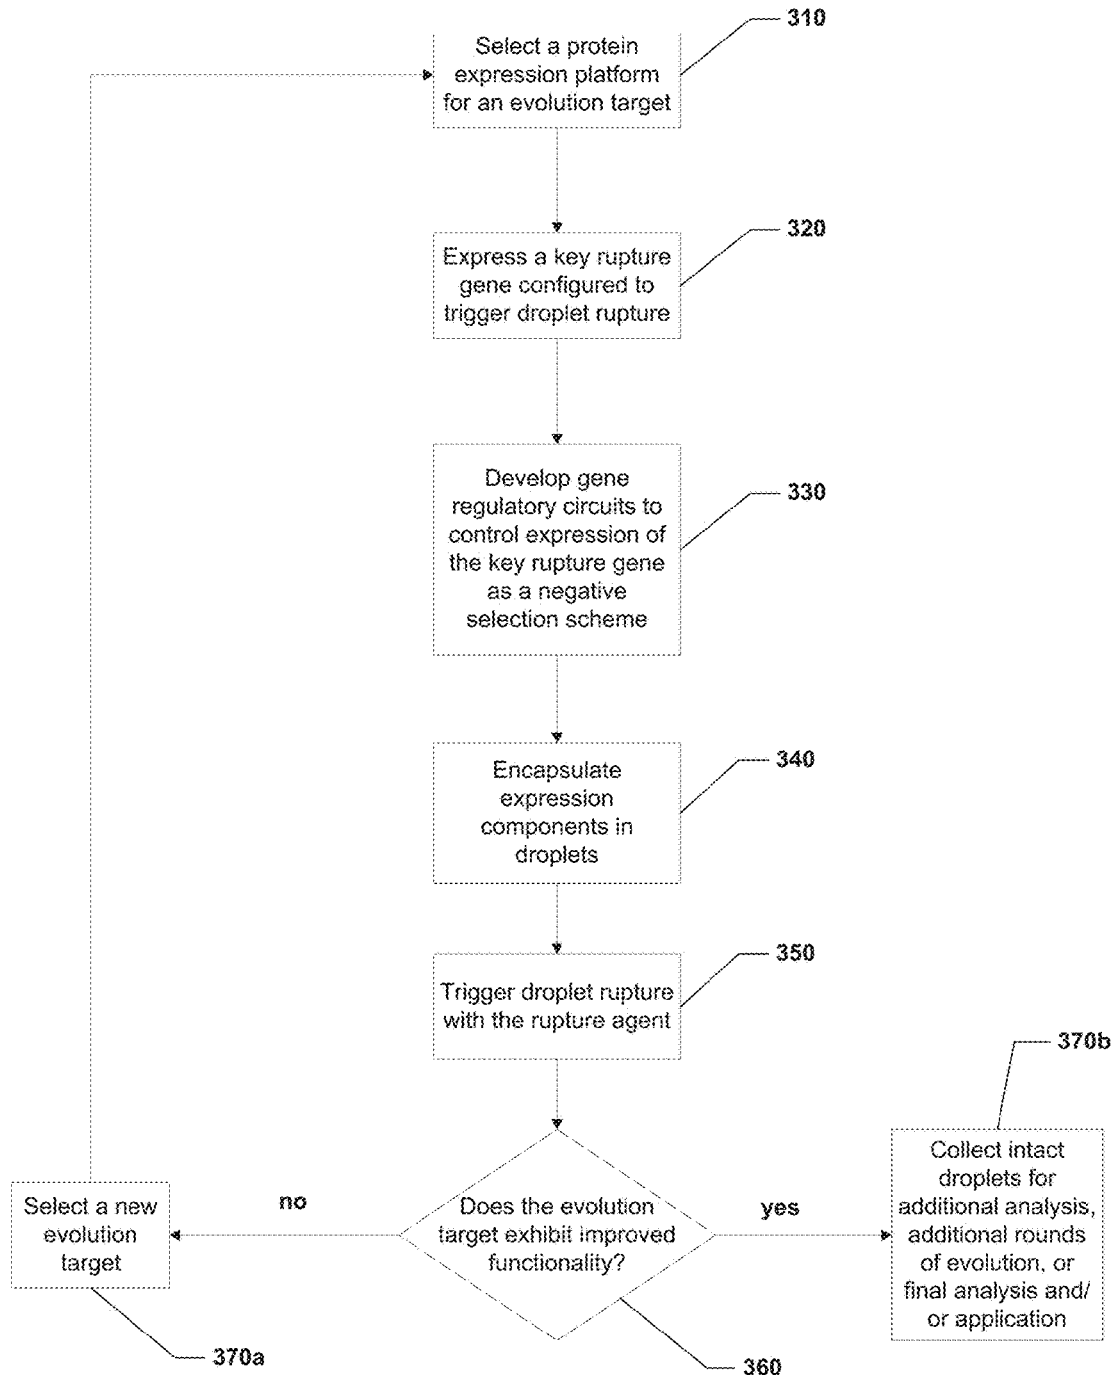 310
Select a protein
expression platform
for an evolution target
320
Express a key rupture
gene configured to
trigger droplet rupture
330
Develop gene
regulatory circuits to
control expression of
the key rupture gene
as a negative
selection scheme
340
Encapsulate
expression
components in
droplets
350
Trigger droplet rupture
with the rupture agent
Does the evolution
target exhibit improved
functionality?
360
no
Select a new
evolution
target
370a
yes
370b
Collect intact
droplets for
additional analysis,
additional rounds
of evolution, or
final analysis and/
or application